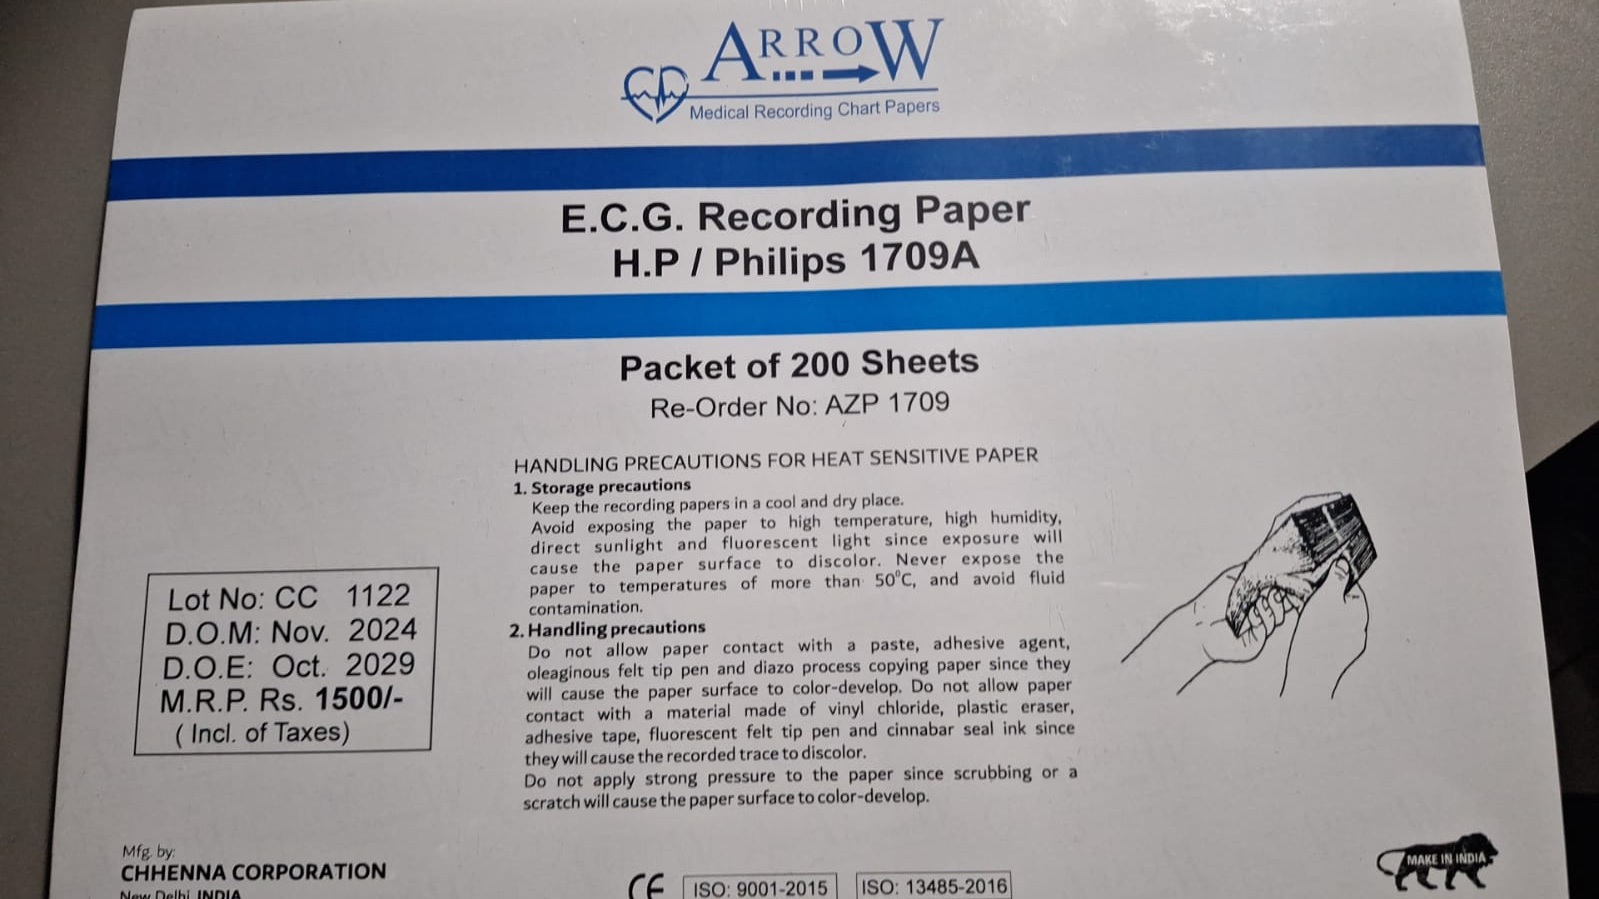 ARROW
Medical Recording Chart Papers
E.C.G. Recording Paper
H.P / Philips 1709A
Packet of 200 Sheets
Re-Order No: AZP 1709
HANDLING PRECAUTIONS FOR HEAT SENSITIVE PAPER
1. Storage precautions
Keep the recording papers in a cool and dry place.
Avoid exposing the paper to high temperature, high humidity,
direct sunlight and fluorescent light since exposure will
cause the paper surface to discolor. Never expose the
paper to temperatures of more than 50°C, and avoid fluid
contamination.
2. Handling precautions
Do not allow paper contact with a paste, adhesive agent,
oleaginous felt tip pen and diazo process copying paper since they
will cause the paper surface to color-develop. Do not allow paper
contact with a material made of vinyl chloride, plastic eraser,
adhesive tape, fluorescent felt tip pen and cinnabar seal ink since
they will cause the recorded trace to discolor.
Do not apply strong pressure to the paper since scrubbing or a
scratch will cause the paper surface to color-develop.
Lot No: CC 1122
D.O.M: Nov. 2024
D.O.E: Oct. 2029
M.R.P. Rs. 1500/-
( Incl. of Taxes)
Mfg. by:
CHHENNA CORPORATION
New Delhi, INDIA
CE
ISO: 9001-2015
ISO: 13485-2016
MAKE IN INDIA